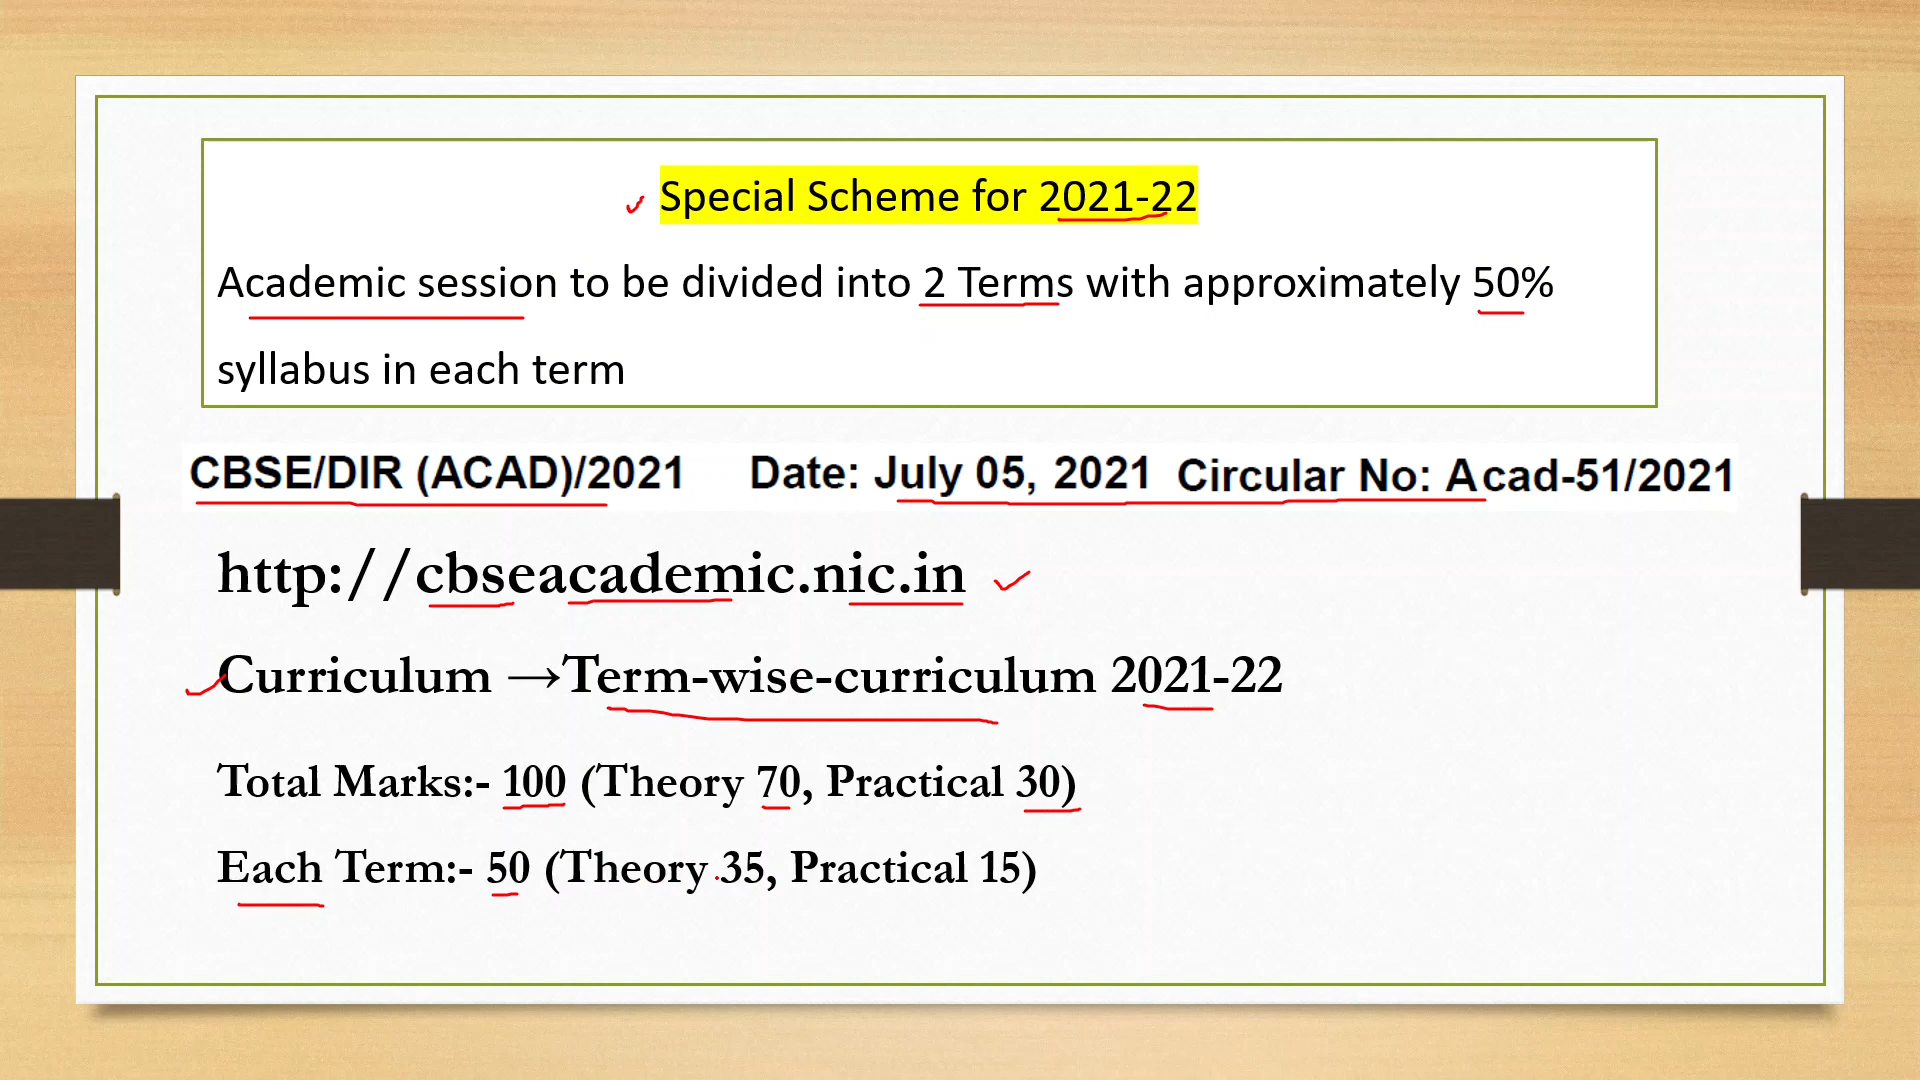 Special Scheme for 2021-22
Academic session to be divided into 2 Terms with approximately 50%
syllabus in each term
CBSE/DIR (ACAD)/2021 Date: July 05, 2021 Circular No: Acad-51/2021
http://cbseacademic.nic.in
Curriculum →Term-wise-curriculum 2021-22
Total Marks:- 100 (Theory 70, Practical 30)
Each Term:- 50 (Theory 35, Practical 15)